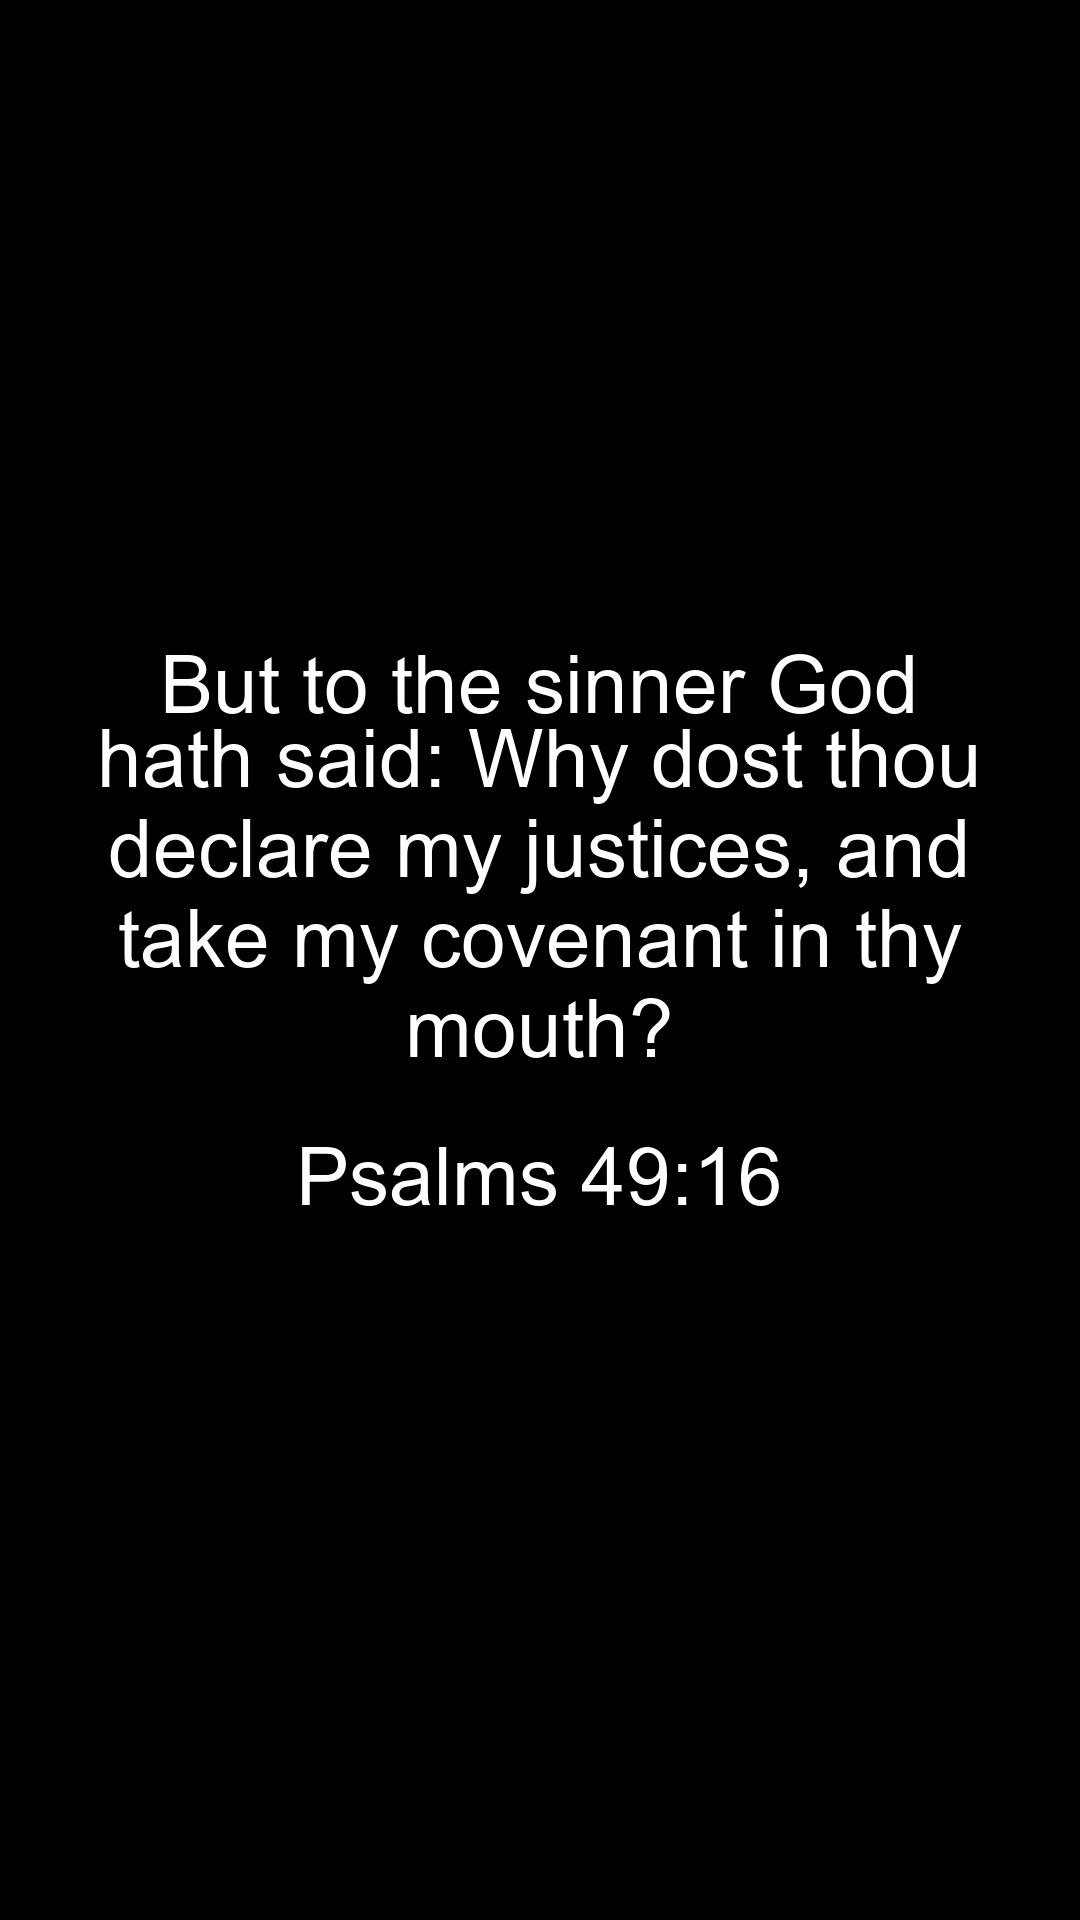 But to the sinner God
hath said: Why dost thou
declare my justices, and
take my covenant in thy
mouth?
Psalms 49:16